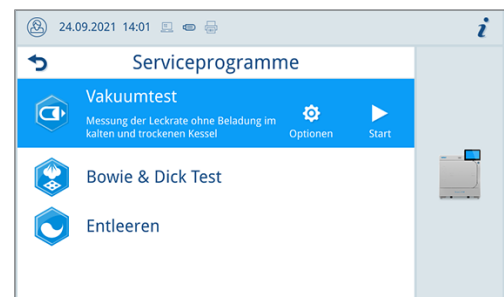 24.09.2021 14:01
Serviceprogramme
Vakuumtest
Messung der Leckrate ohne Beladung im
kalten und trockenen Kessel
Optionen
Start
Bowie & Dick Test
Entleeren